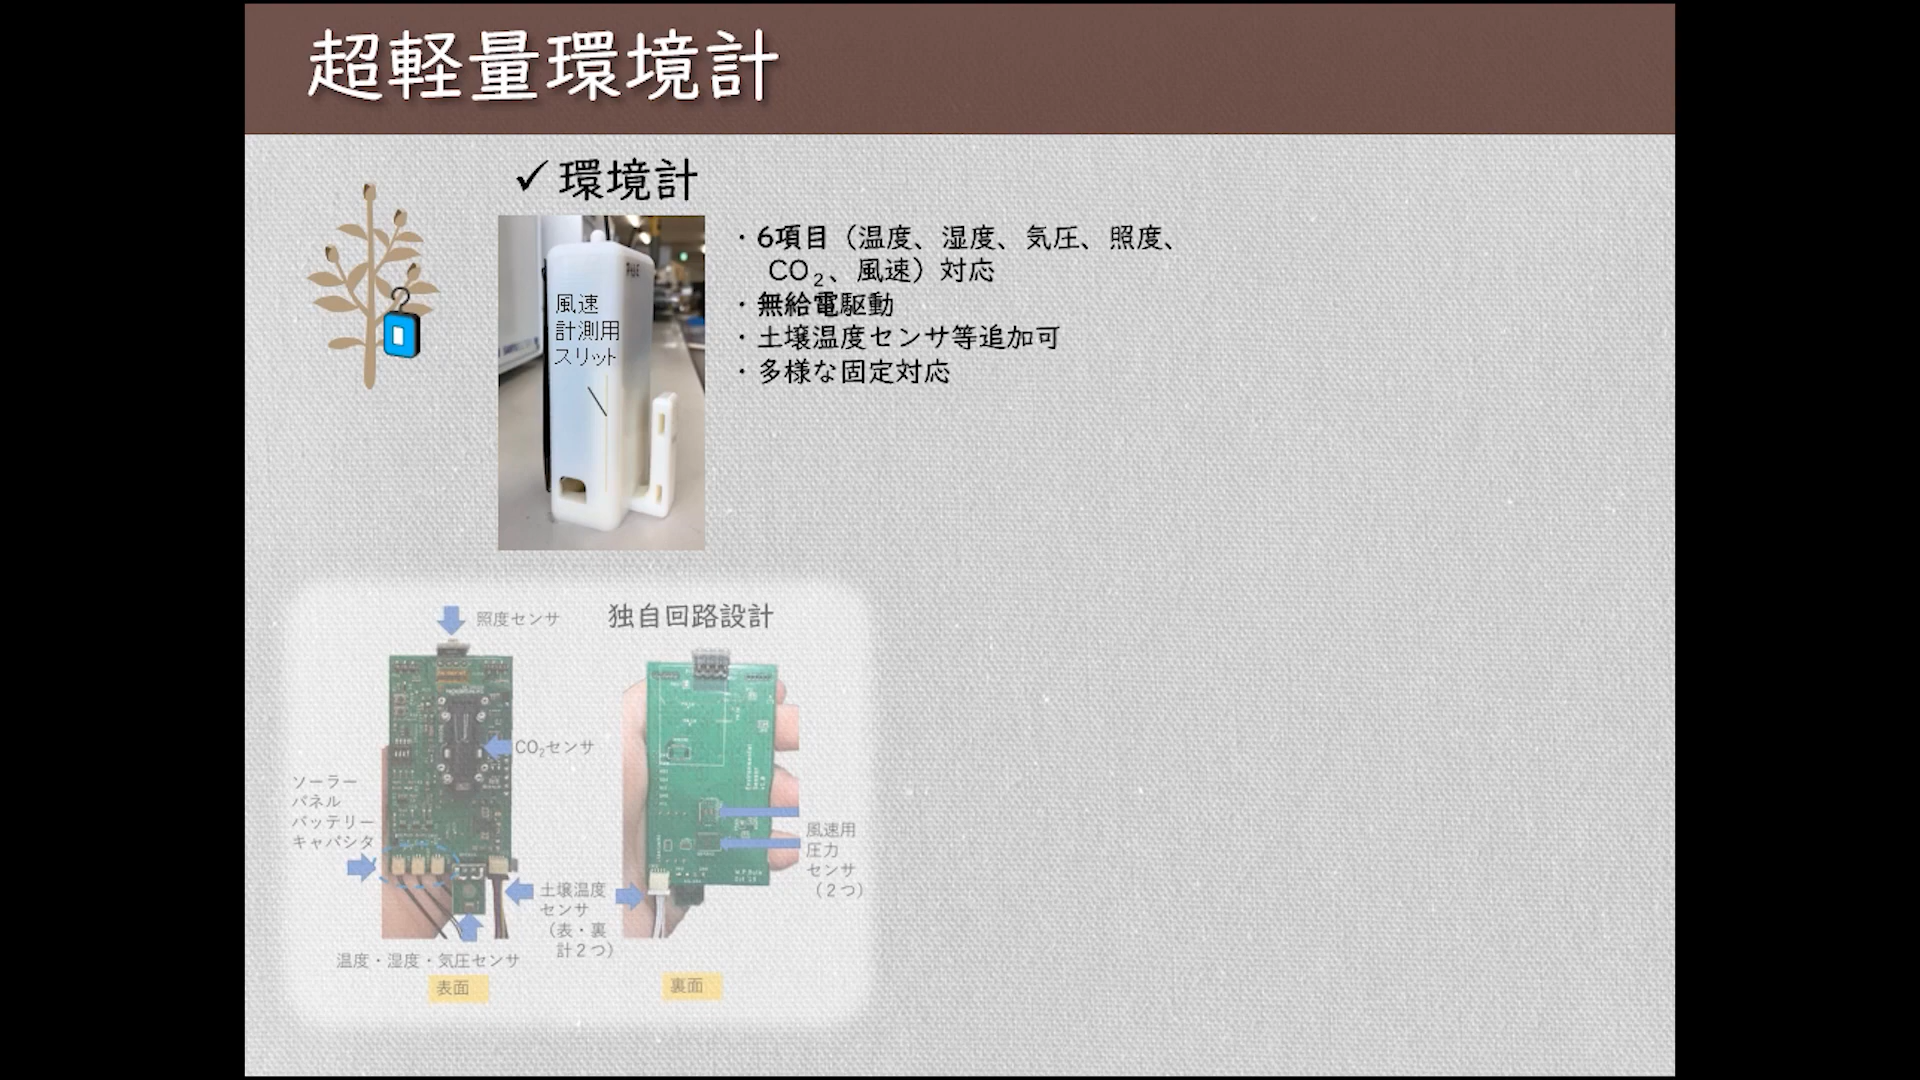 超軽量環境計
✓ 環境計
・6項目（温度、湿度、気圧、照度、
CO₂、風速）対応
・無給電駆動
・土壌温度センサ等追加可
・多様な固定対応
風速
計測用
スリット
照度センサ
独自回路設計
CO₂センサ
ソーラー
パネル
バッテリー
キャパシタ
土壌温度
センサ
（表・裏
計２つ）
温度・湿度・気圧センサ
表面
風速用
圧力
センサ
（２つ）
裏面